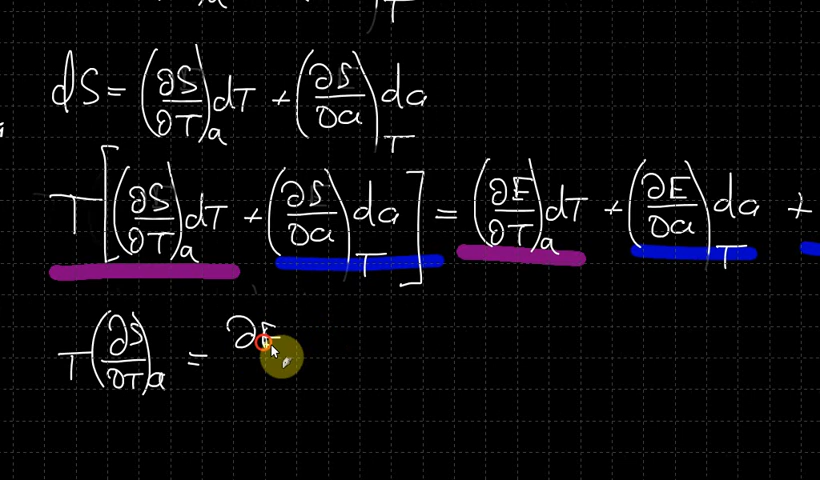 dS = (∂S/∂T)_a dT + (∂S/∂a)_T da
T[(∂S/∂T)_a dT + (∂S/∂a)_T da] = (∂E/∂T)_a dT + (∂E/∂a)_T da +
T(∂S/∂T)_a = ∂E